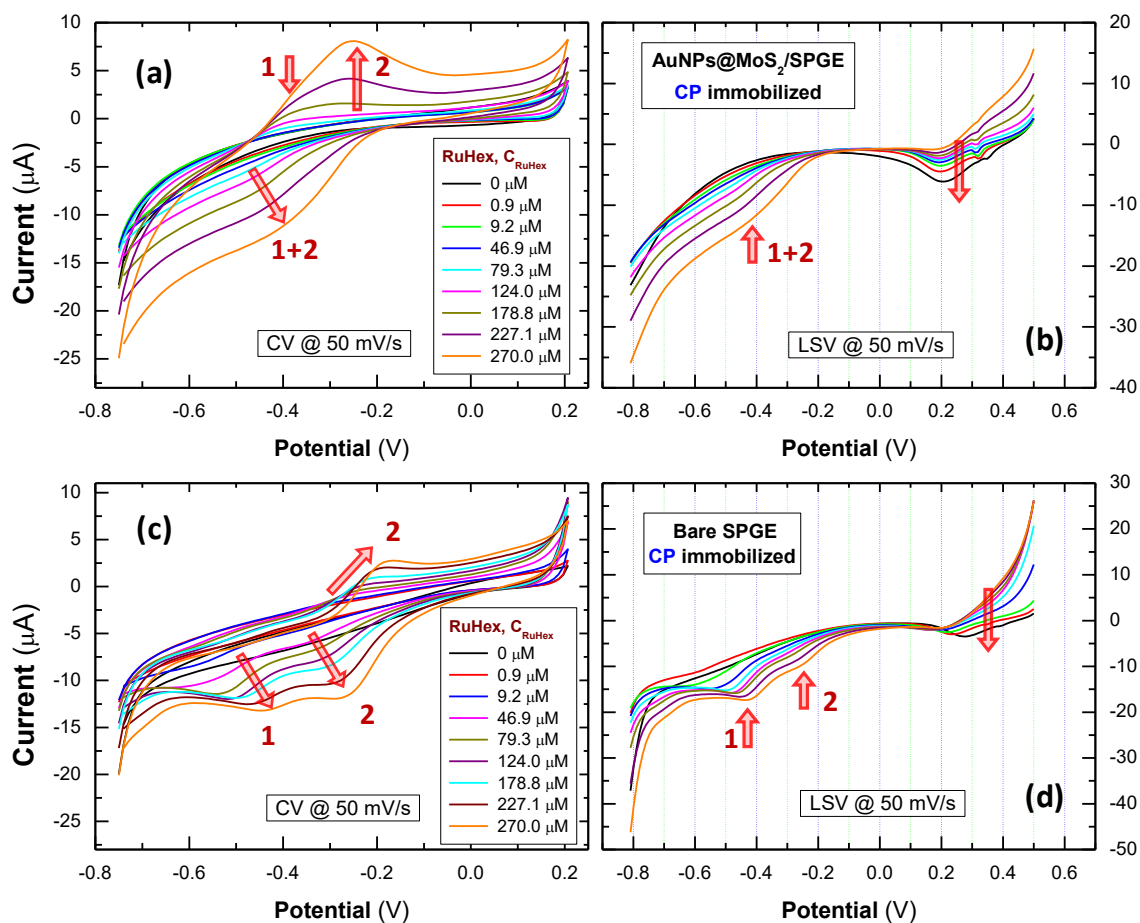 (a)
1
2
RuHex, C_RuHex
0 μM
0.9 μM
9.2 μM
46.9 μM
79.3 μM
124.0 μM
178.8 μM
227.1 μM
270.0 μM
1+2
CV @ 50 mV/s
10
5
0
-5
-10
-15
-20
-25
Current (μA)
-0.8
-0.6
-0.4
-0.2
0.0
0.2
Potential (V)
AuNPs@MoS₂/SPGE
CP immobilized
1+2
LSV @ 50 mV/s
(b)
20
10
0
-10
-20
-30
-40
-0.8
-0.6
-0.4
-0.2
0.0
0.2
0.4
0.6
Potential (V)
(c)
2
1
2
RuHex, C_RuHex
0 μM
0.9 μM
9.2 μM
46.9 μM
79.3 μM
124.0 μM
178.8 μM
227.1 μM
270.0 μM
CV @ 50 mV/s
10
5
0
-5
-10
-15
-20
-25
Current (μA)
-0.8
-0.6
-0.4
-0.2
0.0
0.2
Potential (V)
Bare SPGE
CP immobilized
1
2
LSV @ 50 mV/s
(d)
30
20
10
0
-10
-20
-30
-40
-50
-0.8
-0.6
-0.4
-0.2
0.0
0.2
0.4
0.6
Potential (V)